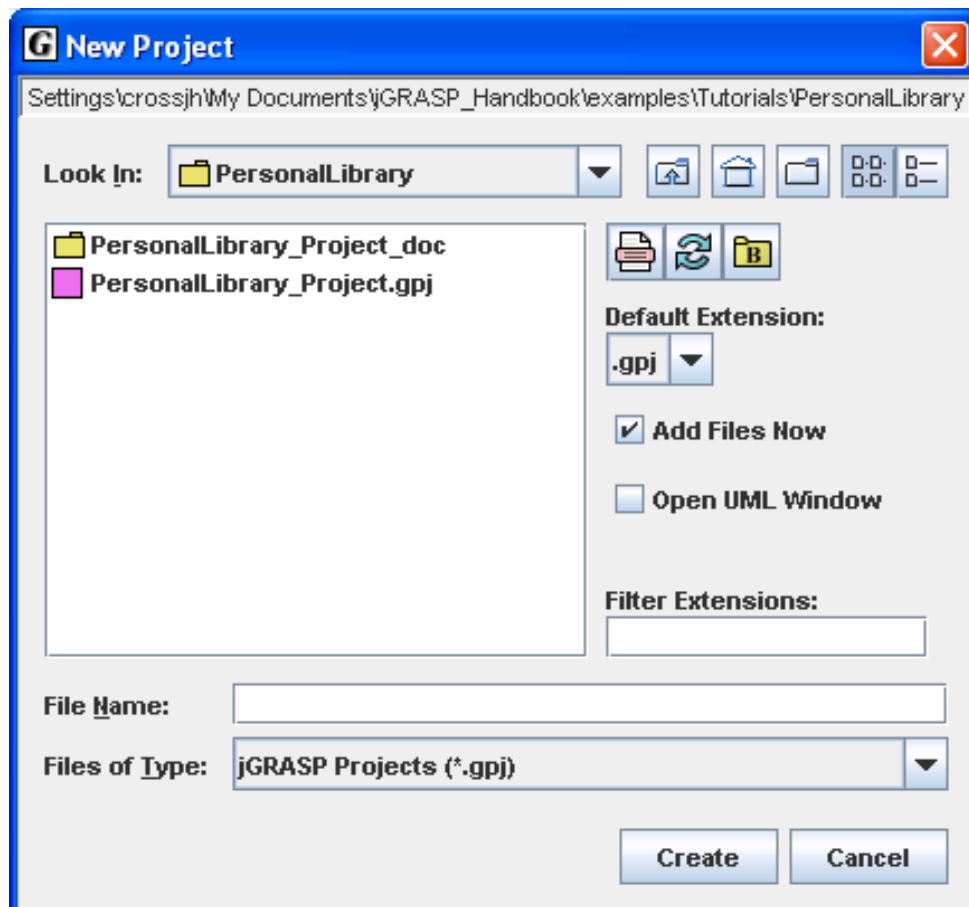 G New Project
Settings\crossjh\My Documents\jGRASP_Handbook\examples\Tutorials\PersonalLibrary
Look In: PersonalLibrary
PersonalLibrary_Project_doc
PersonalLibrary_Project.gpj
B
Default Extension:
.gpj
Add Files Now
Open UML Window
Filter Extensions:
File Name:
Files of Type: jGRASP Projects (*.gpj)
Create Cancel